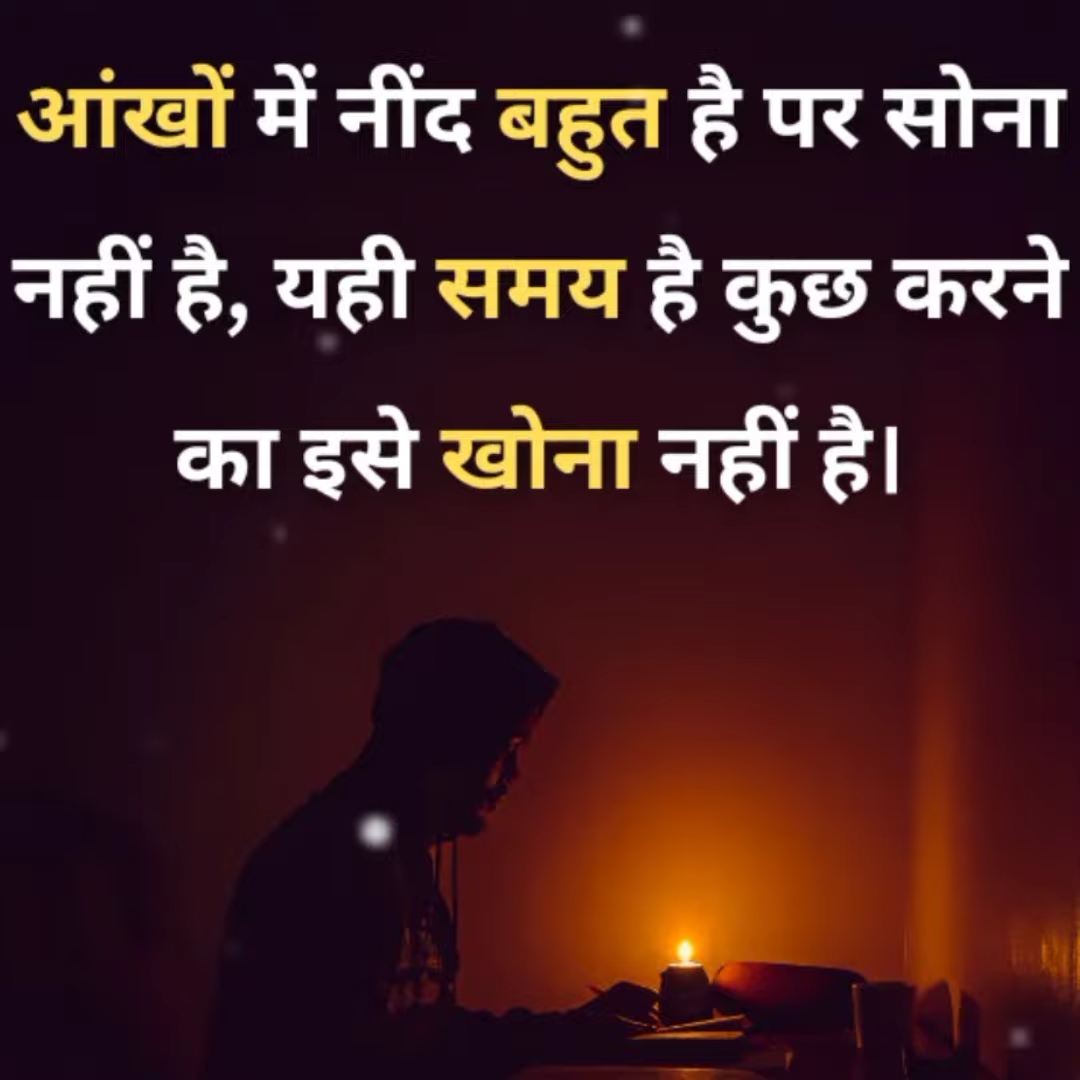 आंखों में नींद बहुत है पर सोना
नहीं है, यही समय है कुछ करने
का इसे खोना नहीं है।